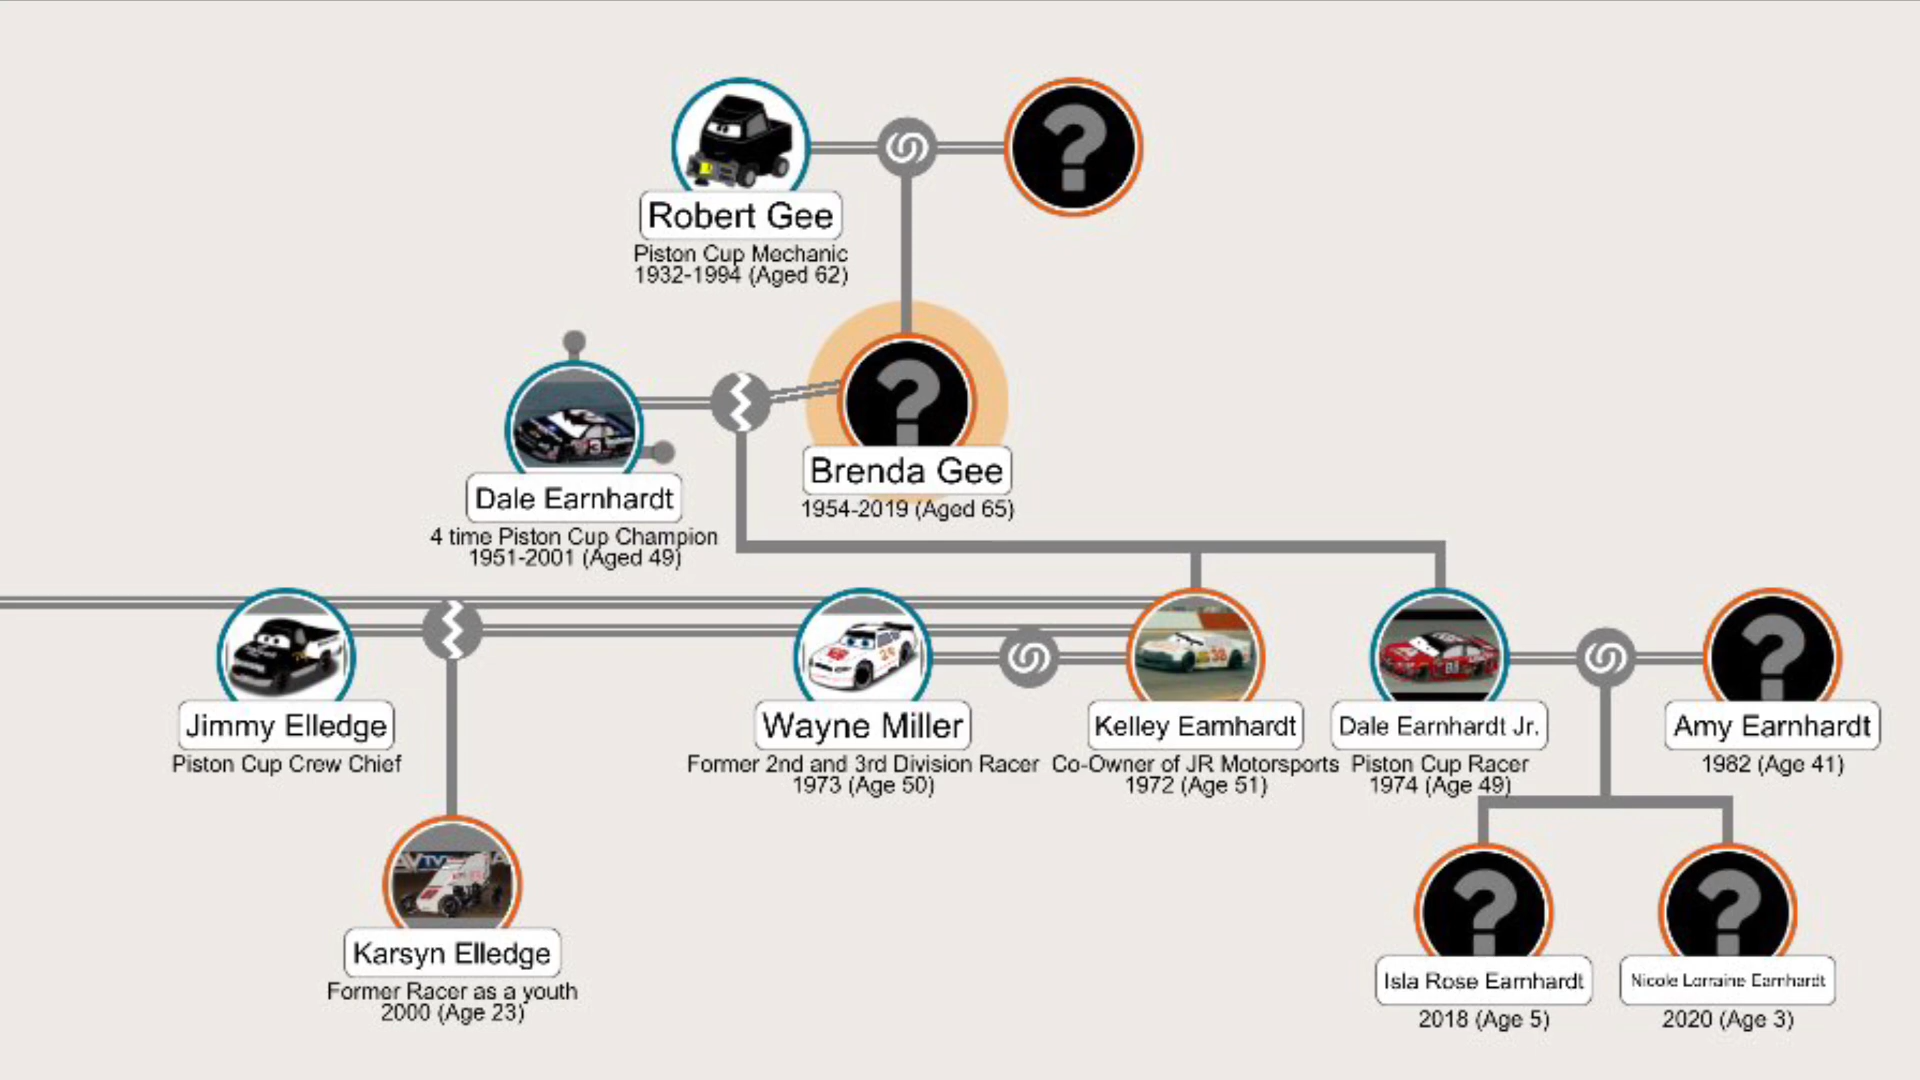 Robert Gee
Piston Cup Mechanic
1932-1994 (Aged 62)
Brenda Gee
1954-2019 (Aged 65)
Dale Earnhardt
4 time Piston Cup Champion
1951-2001 (Aged 49)
3
Jimmy Elledge
Piston Cup Crew Chief
Wayne Miller
Former 2nd and 3rd Division Racer
1973 (Age 50)
Kelley Earnhardt
Co-Owner of JR Motorsports
1972 (Age 51)
38
Dale Earnhardt Jr.
Piston Cup Racer
1974 (Age 49)
88
Amy Earnhardt
1982 (Age 41)
Karsyn Elledge
Former Racer as a youth
2000 (Age 23)
Isla Rose Earnhardt
2018 (Age 5)
Nicole Lorraine Earnhardt
2020 (Age 3)